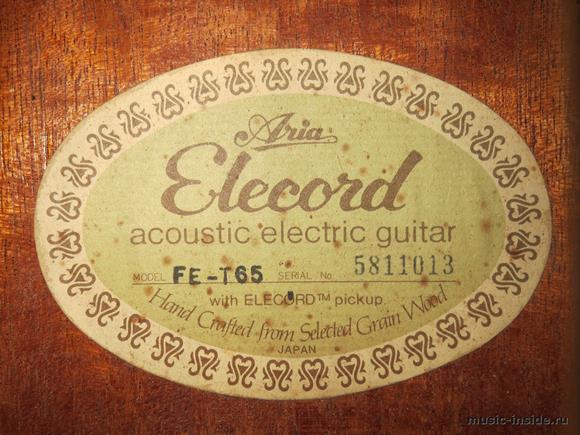 Aria
Elecord
acoustic electric guitar
MODEL FE-T65 SERIAL No 5811013
with ELECORD™ pickup
Hand Crafted from Selected Grain Wood
JAPAN
music-inside.ru